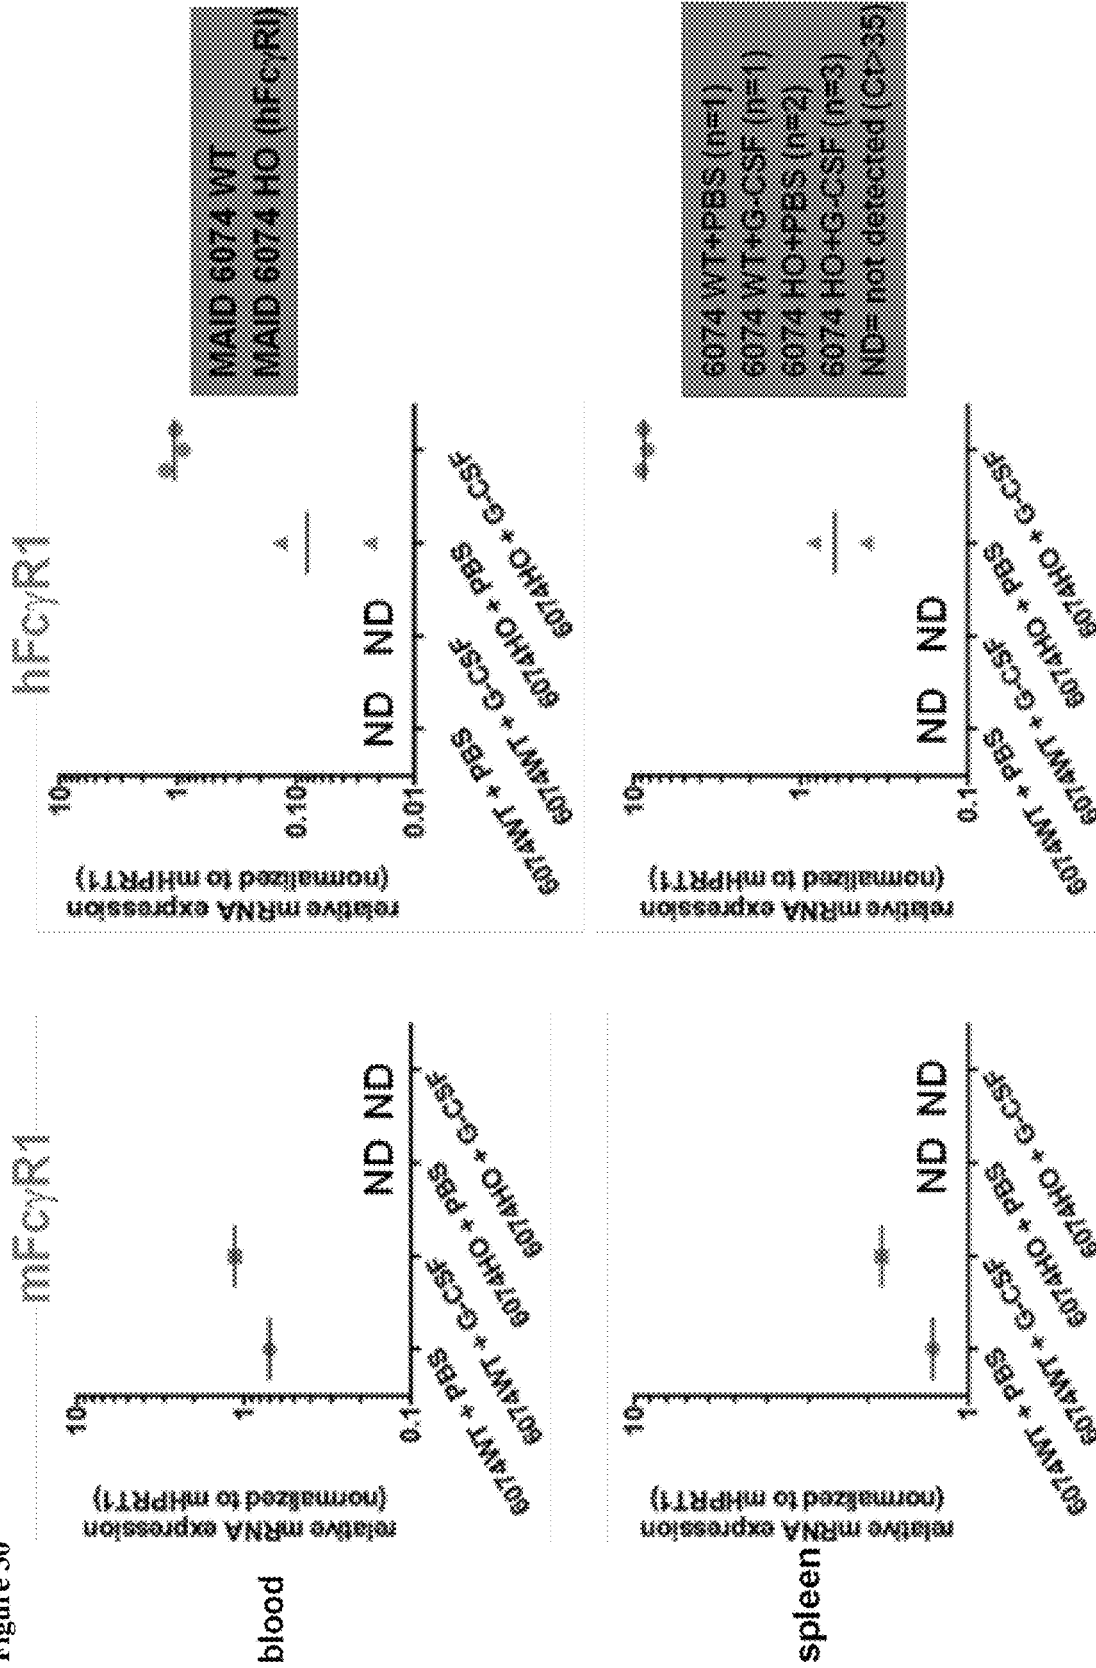 Figure 30
mFcγR1
hFcγR1
blood
relative mRNA expression
(normalized to mHPRT1)
10
1
0.1
ND ND
6074WT + PBS
6074WT + G-CSF
6074HO + PBS
6074HO + G-CSF
relative mRNA expression
(normalized to mHPRT1)
10
1
0.10
0.01
ND ND
6074WT + PBS
6074WT + G-CSF
6074HO + PBS
6074HO + G-CSF
MAID 6074 WT
MAID 6074 HO (hFcγRI)
spleen
relative mRNA expression
(normalized to mHPRT1)
10
1
ND ND
6074WT + PBS
6074WT + G-CSF
6074HO + PBS
6074HO + G-CSF
relative mRNA expression
(normalized to mHPRT1)
10
1
0.1
ND ND
6074WT + PBS
6074WT + G-CSF
6074HO + PBS
6074HO + G-CSF
6074 WT+PBS (n=1)
6074 WT+G-CSF (n=1)
6074 HO+PBS (n=2)
6074 HO+G-CSF (n=3)
ND= not detected (Ct>35)